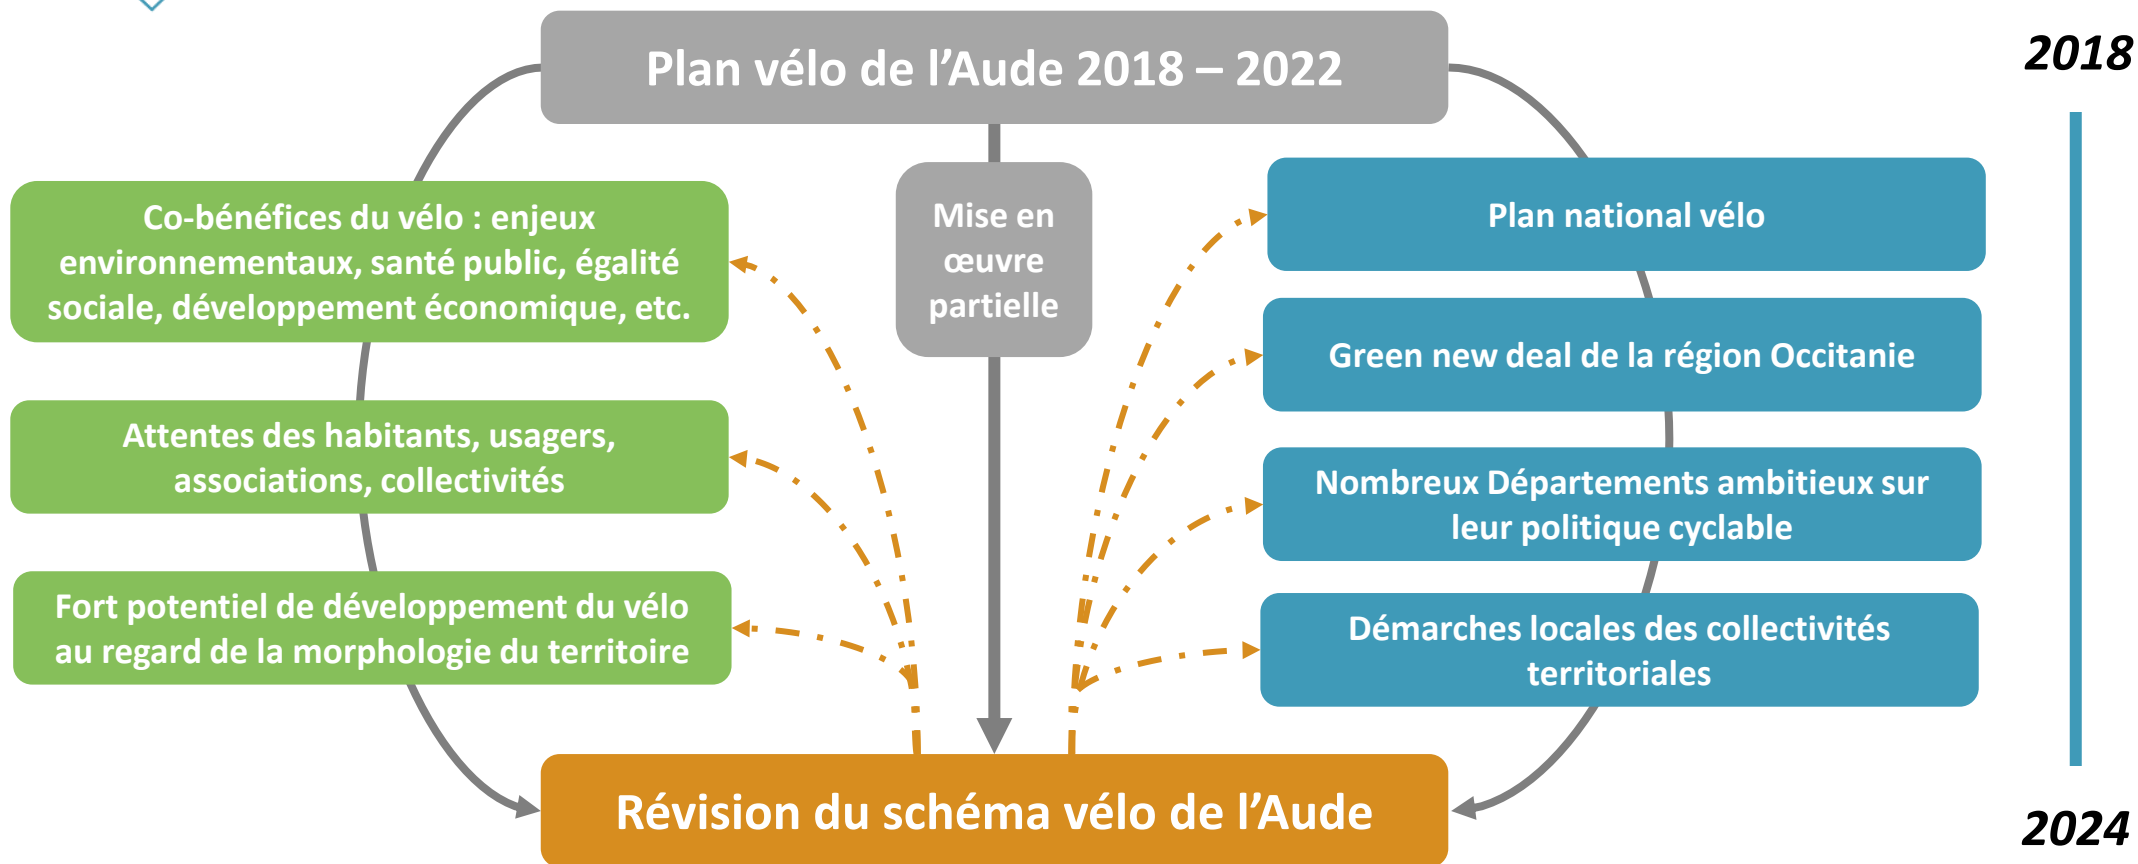 Plan vélo de l’Aude 2018 – 2022
2018
Co-bénéfices du vélo : enjeux
environnementaux, santé public, égalité
sociale, développement économique, etc.
Mise en
œuvre
partielle
Plan national vélo
Green new deal de la région Occitanie
Attentes des habitants, usagers,
associations, collectivités
Nombreux Départements ambitieux sur
leur politique cyclable
Fort potentiel de développement du vélo
au regard de la morphologie du territoire
Démarches locales des collectivités
territoriales
Révision du schéma vélo de l’Aude
2024